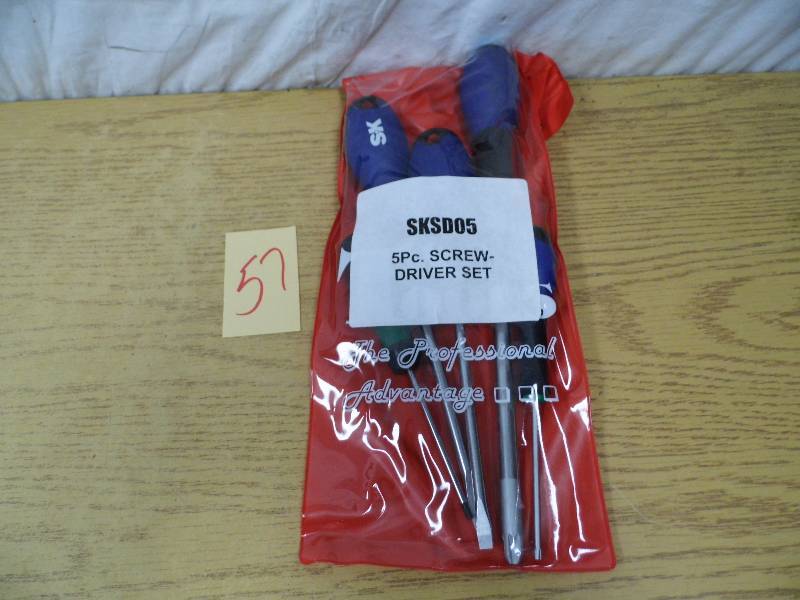 SK
SKSD05
5Pc. SCREW-
DRIVER SET
57
The Professional
Advantage